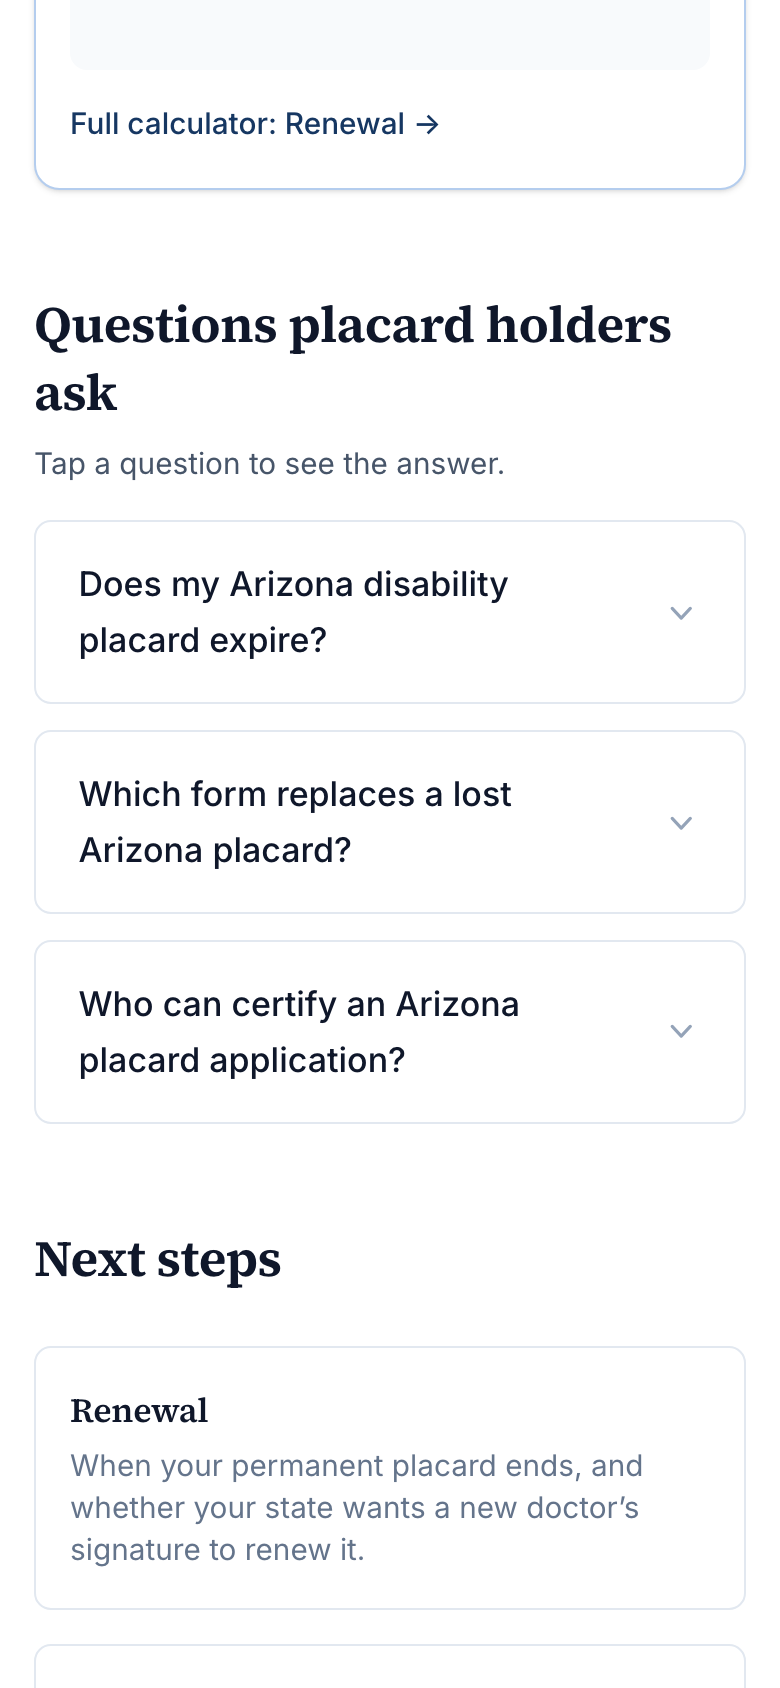 Full calculator: Renewal →
Questions placard holders
ask
Tap a question to see the answer.
Does my Arizona disability
placard expire?
Which form replaces a lost
Arizona placard?
Who can certify an Arizona
placard application?
Next steps
Renewal
When your permanent placard ends, and
whether your state wants a new doctor’s
signature to renew it.